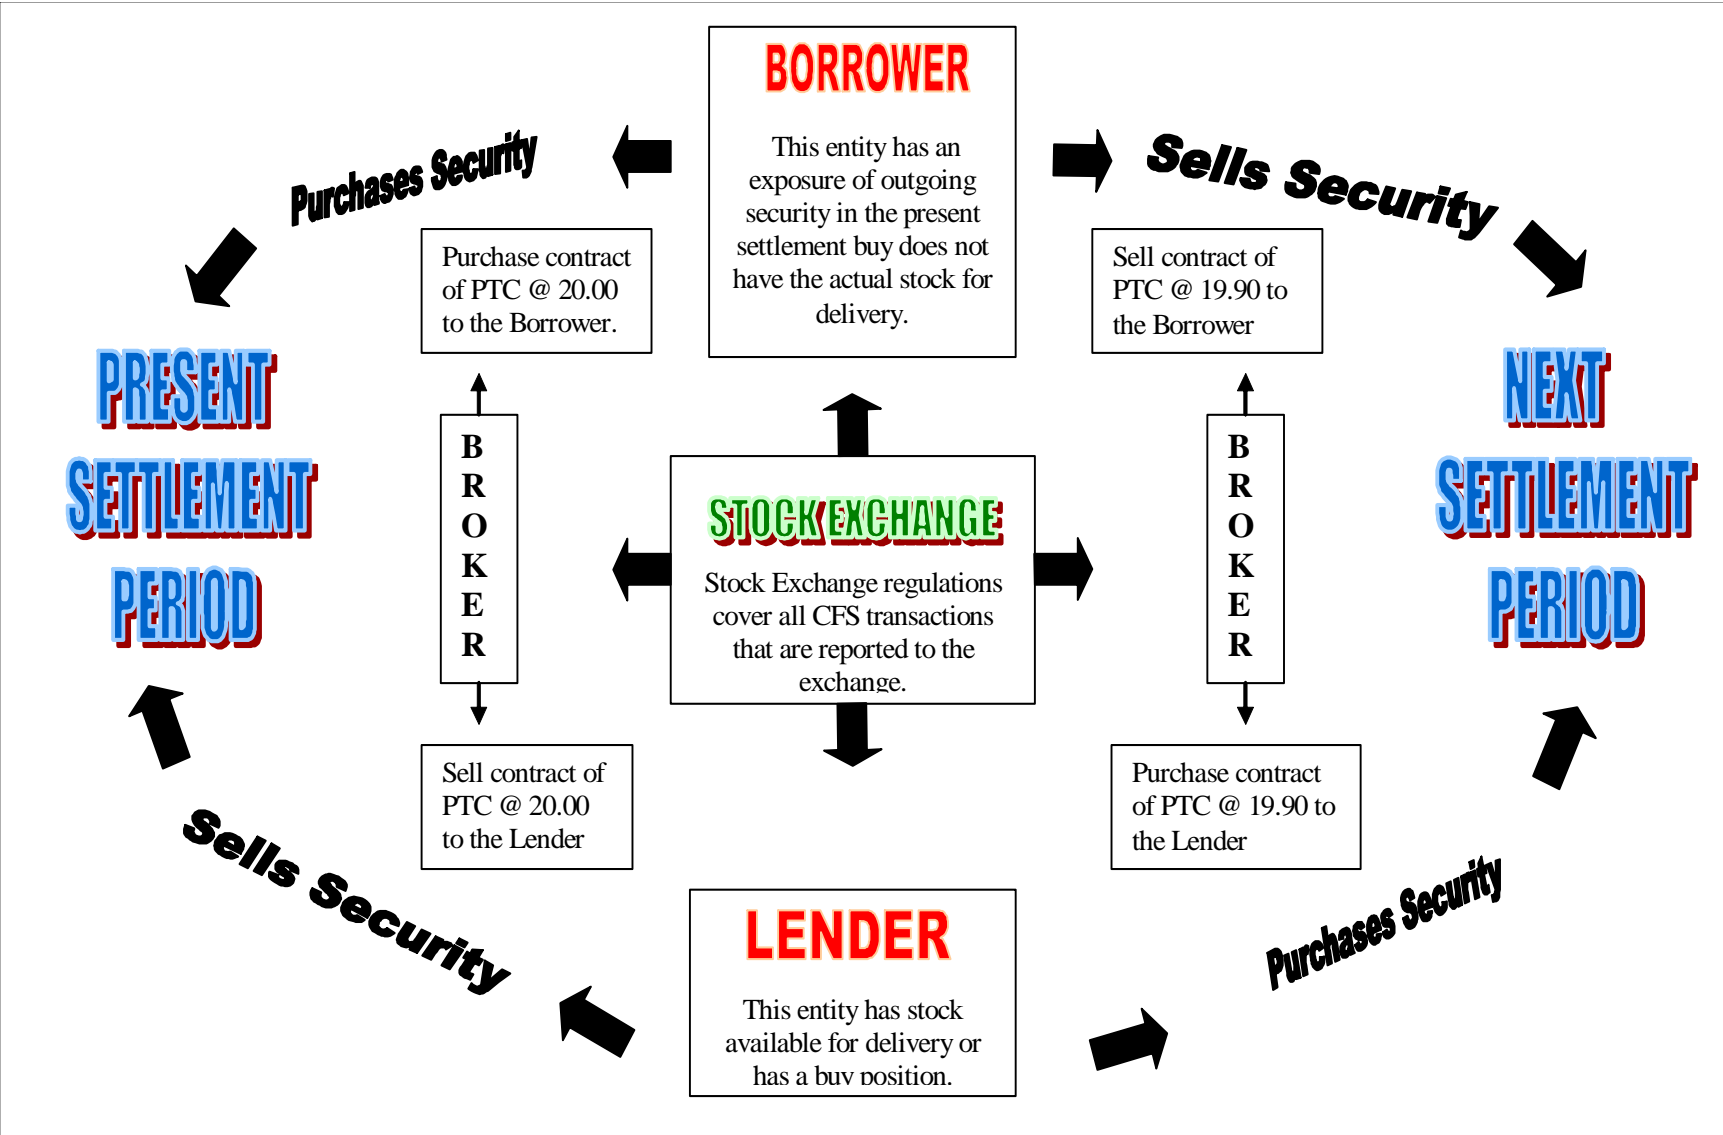 BORROWER
This entity has an
exposure of outgoing
security in the present
settlement buy does not
have the actual stock for
delivery.
Purchases Security
Sells Security
Purchase contract
of PTC @ 20.00
to the Borrower.
Sell contract of
PTC @ 19.90 to
the Borrower
PRESENT
SETTLEMENT
PERIOD
B
R
O
K
E
R
STOCK EXCHANGE
Stock Exchange regulations
cover all CFS transactions
that are reported to the
exchange.
B
R
O
K
E
R
NEXT
SETTLEMENT
PERIOD
Sell contract of
PTC @ 20.00
to the Lender
Purchase contract
of PTC @ 19.90 to
the Lender
Sells Security
Purchases Security
LENDER
This entity has stock
available for delivery or
has a buy position.